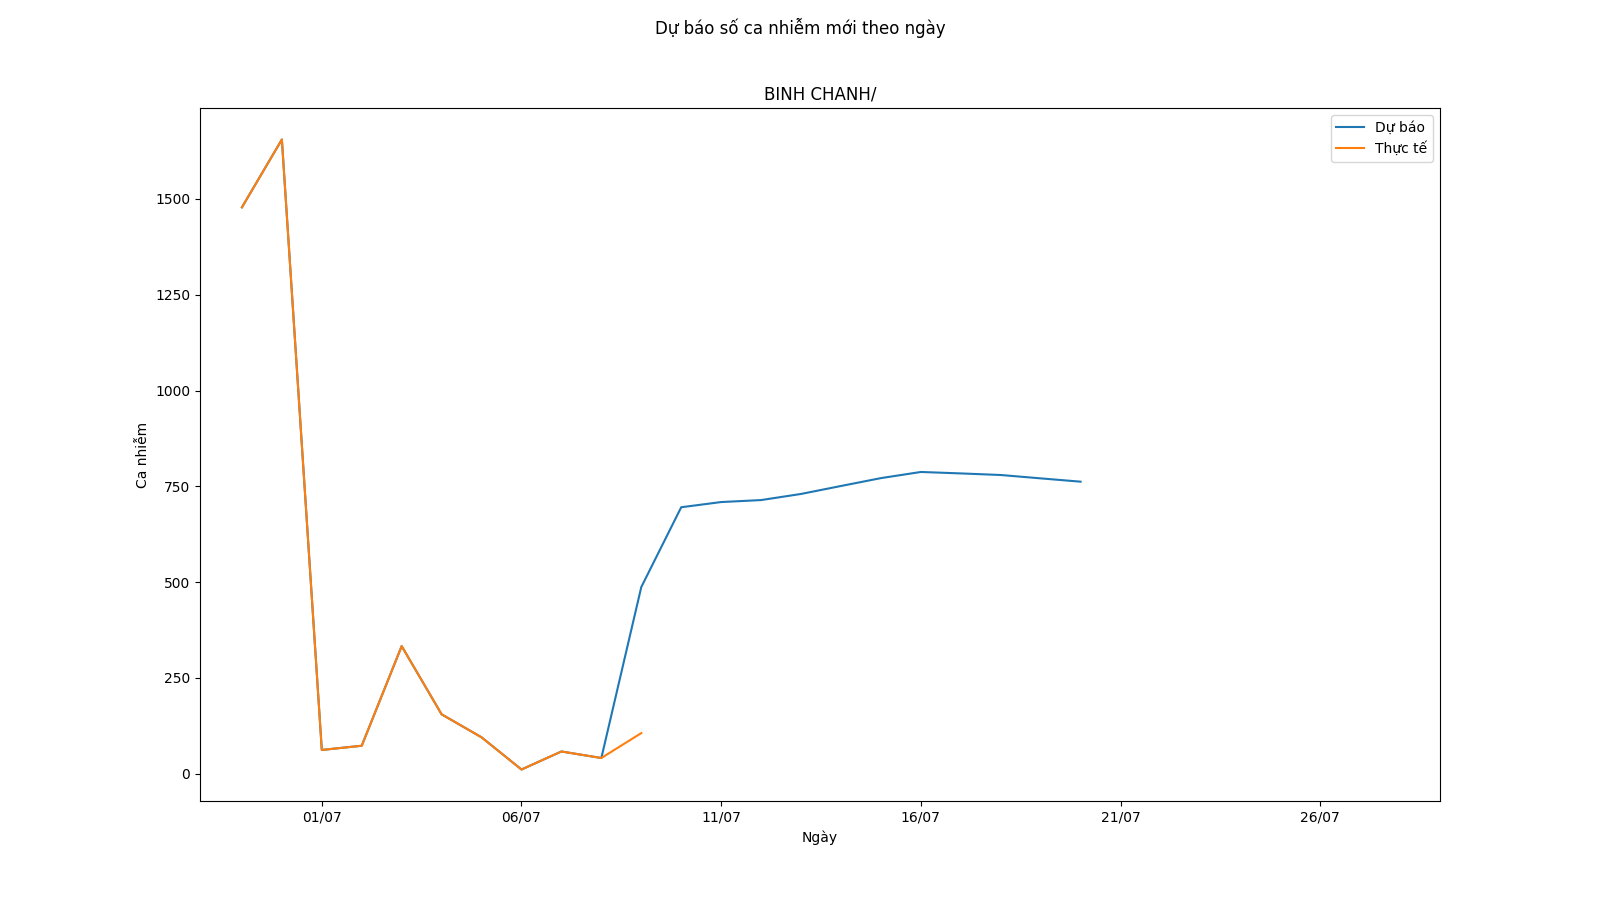 Dự báo số ca nhiễm mới theo ngày
BINH CHANH/
Dự báo
Thực tế
1500
1250
1000
750
500
250
0
Ca nhiễm
01/07
06/07
11/07
16/07
21/07
26/07
Ngày